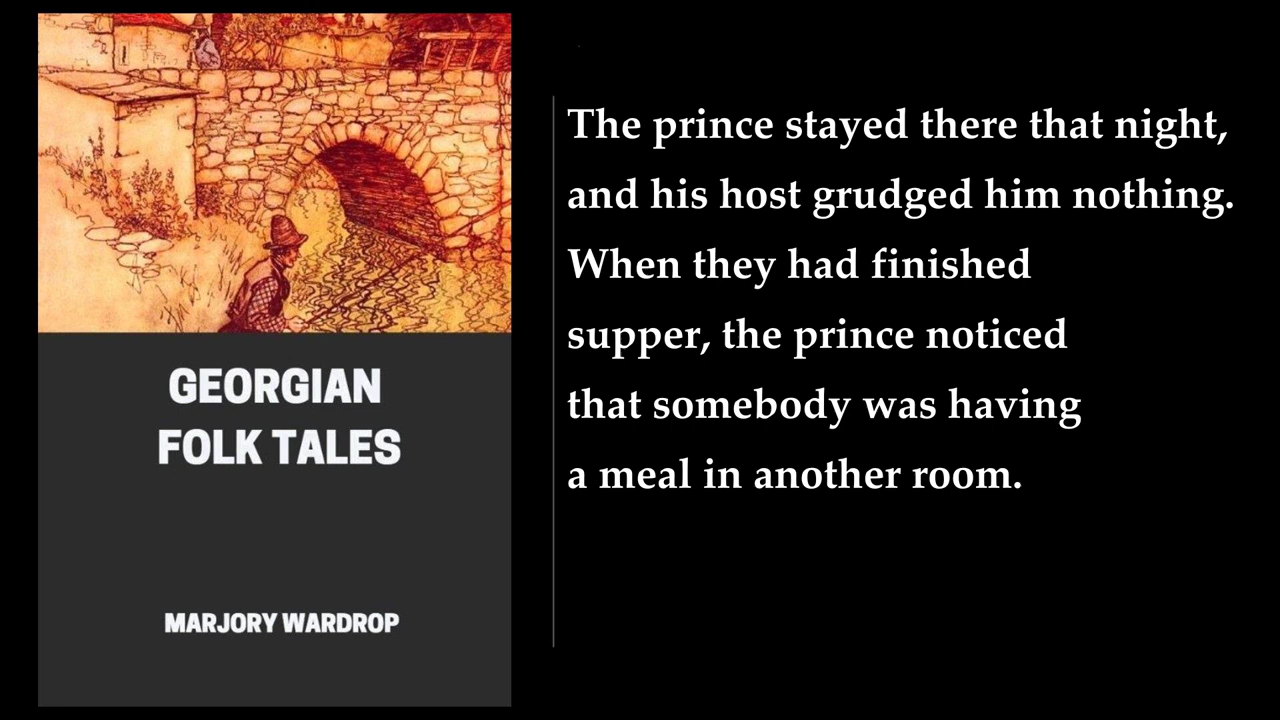 GEORGIAN
FOLK TALES
MARJORY WARDROP
The prince stayed there that night,
and his host grudged him nothing.
When they had finished
supper, the prince noticed
that somebody was having
a meal in another room.